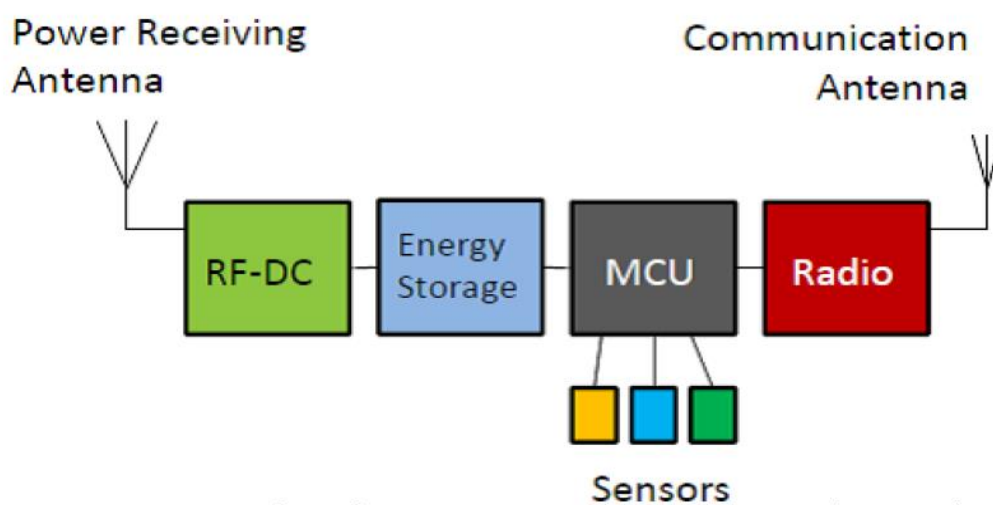 Power Receiving
Antenna
Communication
Antenna
RF-DC
Energy
Storage
MCU
Radio
Sensors